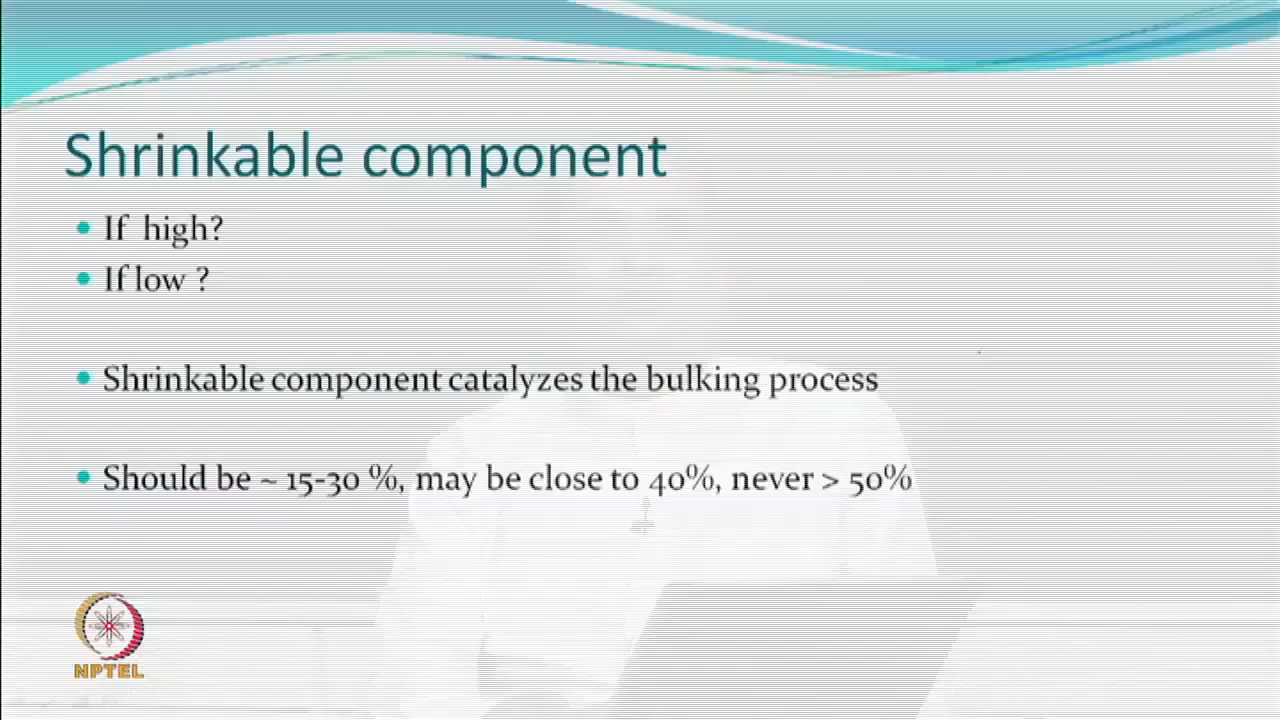 Shrinkable component
If high?
If low ?
Shrinkable component catalyzes the bulking process
Should be ~ 15-30 %, may be close to 40%, never > 50%
NPTEL